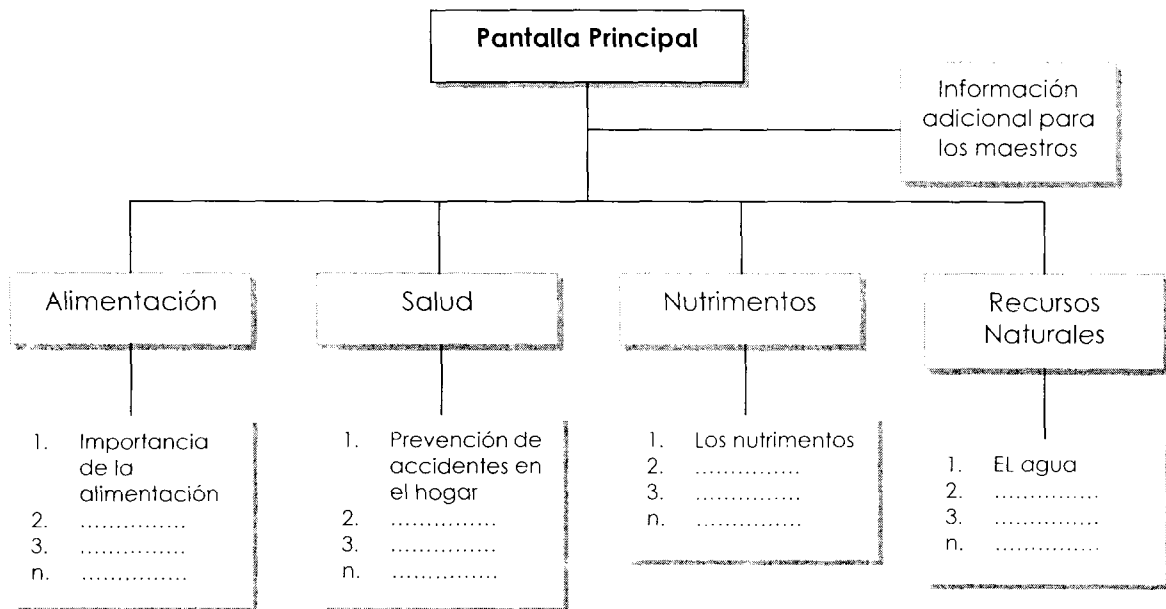 Pantalla Principal
Información
adicional para
los maestros
Alimentación
Salud
Nutrimentos
Recursos
Naturales
1. Importancia
de la
alimentación
2. ...............
3. ...............
n. ...............
1. Prevención de
accidentes en
el hogar
2. ...............
3. ...............
n. ...............
1. Los nutrimentos
2. ...............
3. ...............
n. ...............
1. EL agua
2. ...............
3. ...............
n. ...............